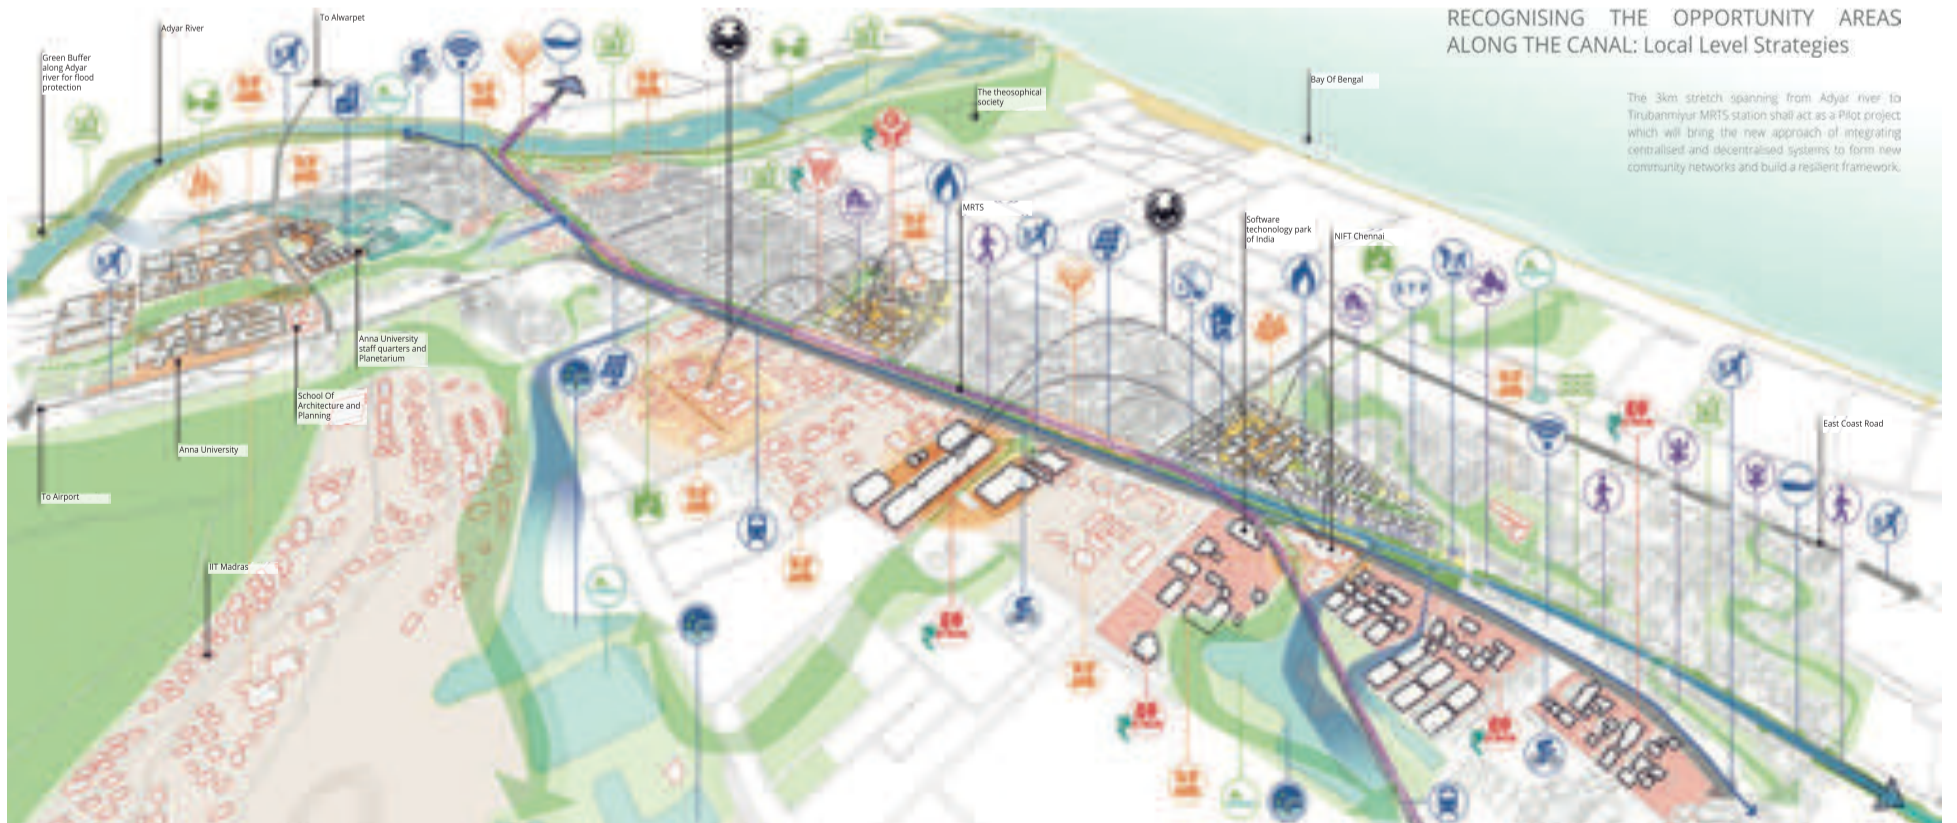 RECOGNISING THE OPPORTUNITY AREAS
ALONG THE CANAL: Local Level Strategies
The 3km stretch spanning from Adyar river to
Tirubanmiyur MRTS station shall act as a Pilot project
which will bring the new approach of integrating
centralised and decentralised systems to form new
community networks and build a resilient framework.
To Alwarpet
Adyar River
Green Buffer
along Adyar
river for flood
protection
Bay Of Bengal
The theosophical
society
MRTS
Software
techonology park
of India
NIFT Chennai
STP
Anna University
staff quarters and
Planetarium
School Of
Architecture and
Planning
Anna University
East Coast Road
To Airport
IIT Madras